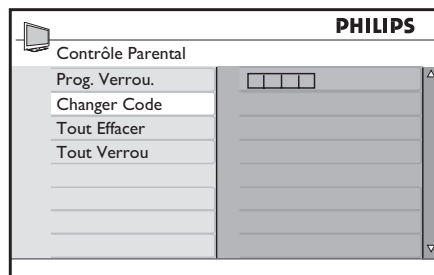 PHILIPS
Contrôle Parental
Prog. Verrou.
Changer Code
Tout Effacer
Tout Verrou